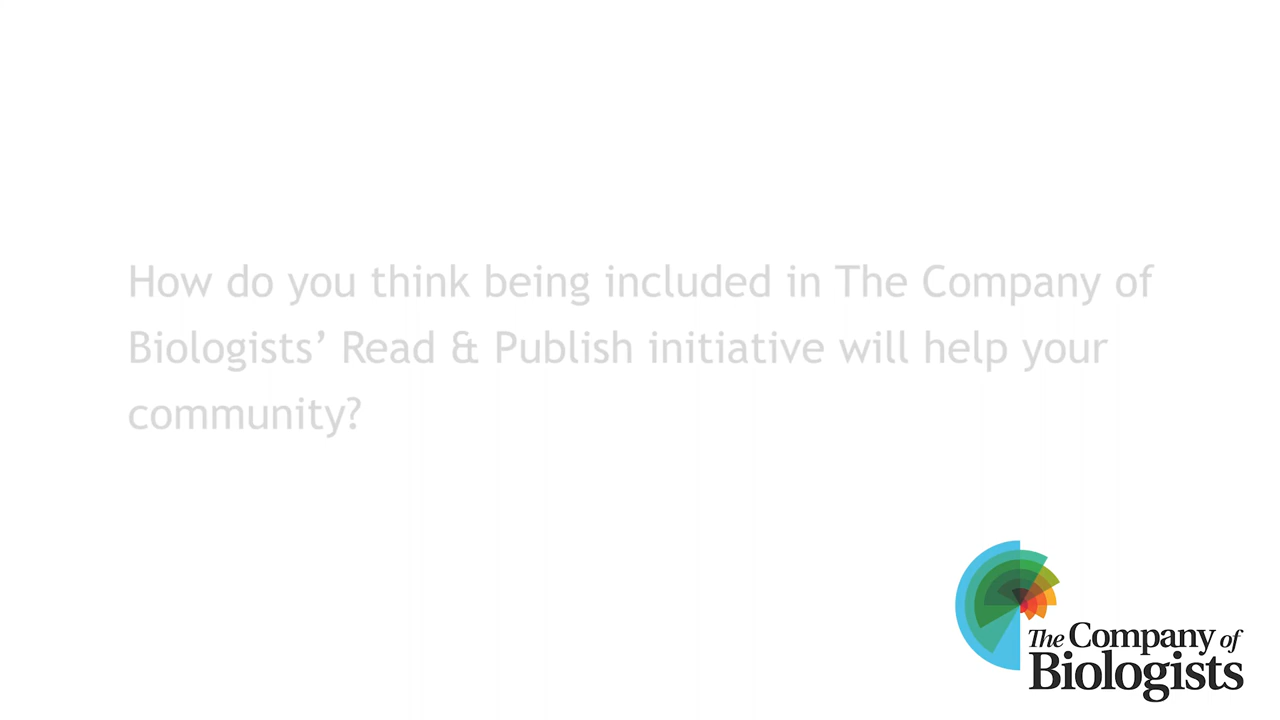 How do you think being included in The Company of
Biologists’ Read & Publish initiative will help your
community?
The Company of
Biologists